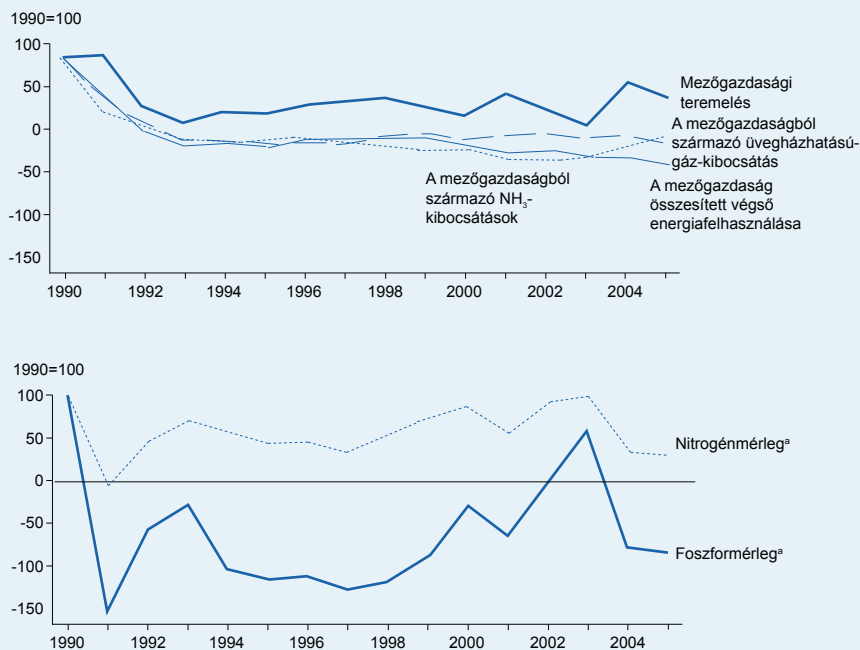 1990=100
100
50
0
-50
-100
-150
1990
1992
1994
1996
1998
2000
2002
2004
Mezőgazdasági
teremelés
A mezőgazdaságból
származó üvegházhatású-
gáz-kibocsátás
A mezőgazdaságból
származó NH₃-
kibocsátások
A mezőgazdaság
összesített végső
energiafelhasználása
1990=100
100
50
0
-50
-100
-150
1990
1992
1994
1996
1998
2000
2002
2004
Nitrogénmérlegᵃ
Foszformérlegᵃ